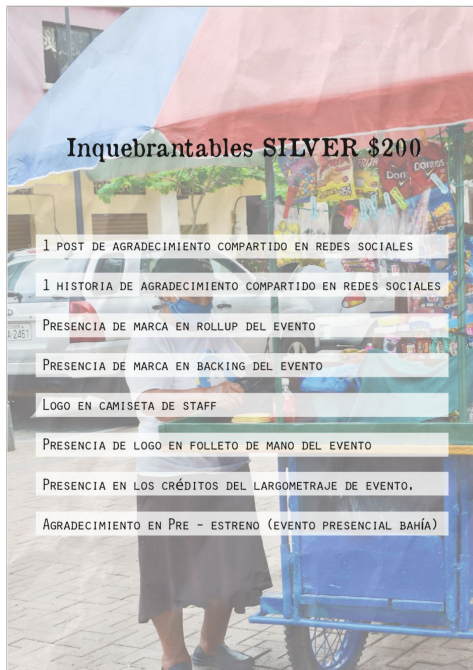 Inquebrantables SILVER $200
1 POST DE AGRADECIMIENTO COMPARTIDO EN REDES SOCIALES
1 HISTORIA DE AGRADECIMIENTO COMPARTIDO EN REDES SOCIALES
PRESENCIA DE MARCA EN ROLLUP DEL EVENTO
PRESENCIA DE MARCA EN BACKING DEL EVENTO
LOGO EN CAMISETA DE STAFF
PRESENCIA DE LOGO EN FOLLETO DE MANO DEL EVENTO
PRESENCIA EN LOS CRÉDITOS DEL LARGOMETRAJE DE EVENTO.
AGRADECIMIENTO EN PRE - ESTRENO (EVENTO PRESENCIAL BAHÍA)
Doritos